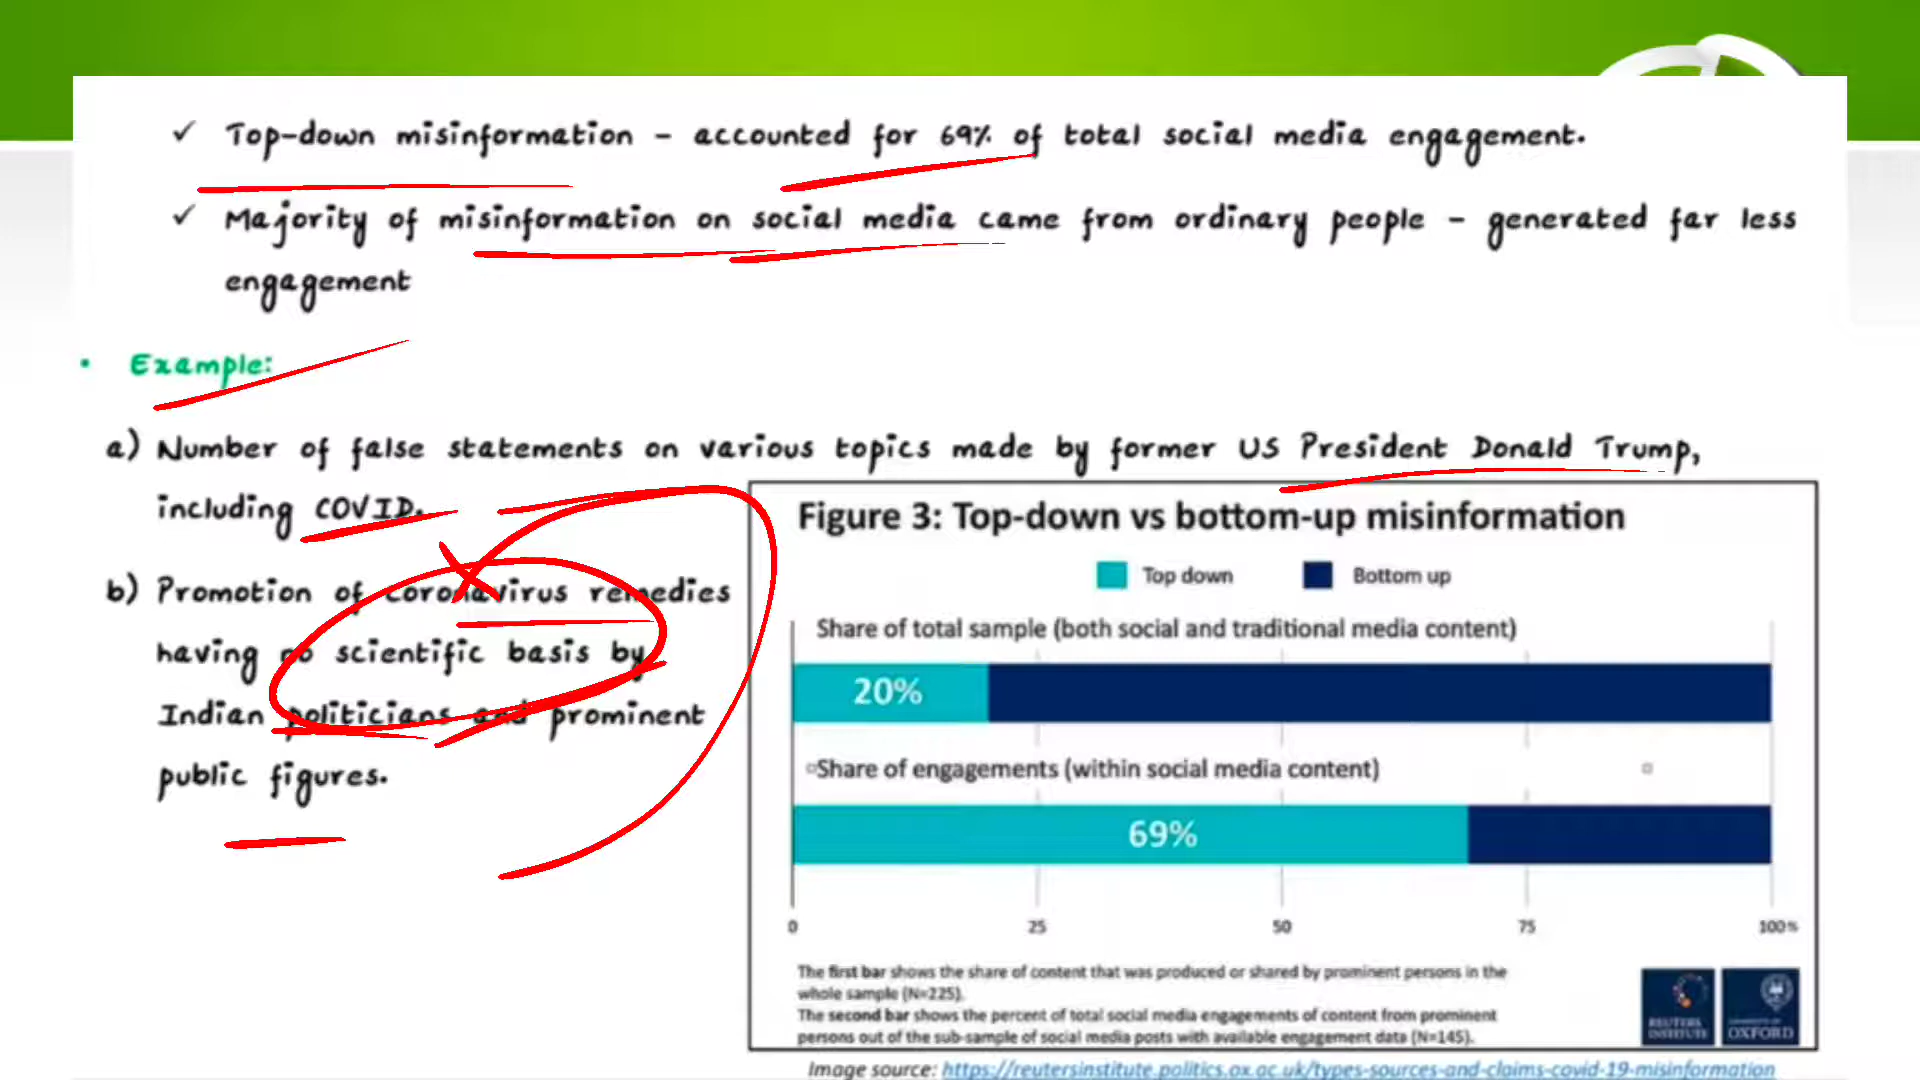 ✓ Top-down misinformation - accounted for 69% of total social media engagement.
✓ Majority of misinformation on social media came from ordinary people - generated far less
engagement
• Example:
a) Number of false statements on various topics made by former US President Donald Trump,
including COVID.
b) Promotion of coronavirus remedies
having no scientific basis by
Indian politicians and prominent
public figures.
Figure 3: Top-down vs bottom-up misinformation
Top down Bottom up
Share of total sample (both social and traditional media content)
20%
Share of engagements (within social media content)
69%
0 25 50 75 100%
The first bar shows the share of content that was produced or shared by prominent persons in the
whole sample (N=225).
The second bar shows the percent of total social media engagements of content from prominent
persons out of the sub-sample of social media posts with available engagement data (N=145).
REUTERS
INSTITUTE
UNIVERSITY OF
OXFORD
Image source: https://reutersinstitute.politics.ox.ac.uk/types-sources-and-claims-covid-19-misinformation